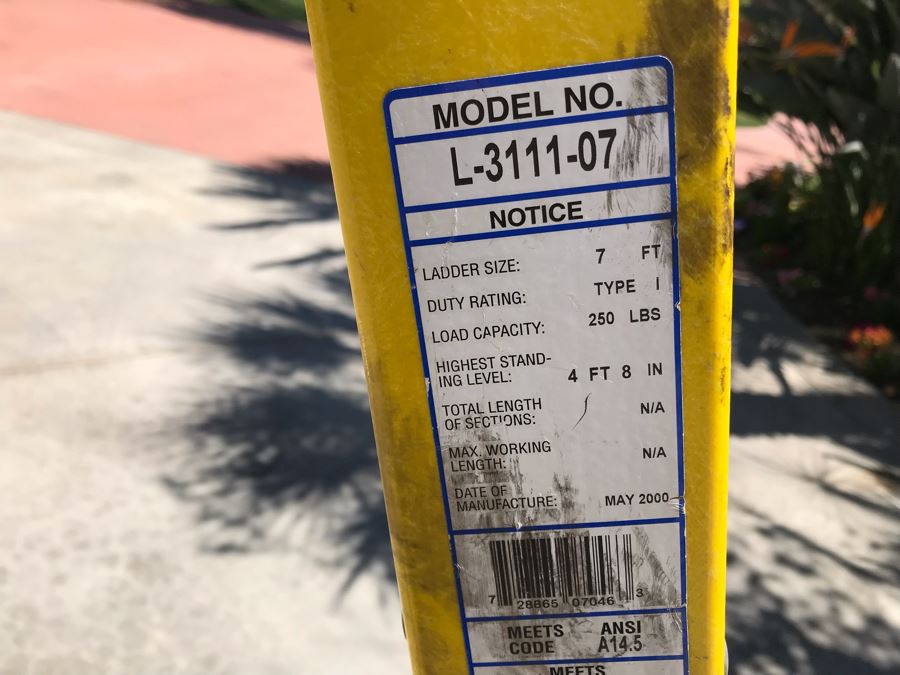 MODEL NO.
L-3111-07
NOTICE
LADDER SIZE: 7 FT
DUTY RATING: TYPE I
LOAD CAPACITY: 250 LBS
HIGHEST STAND-
ING LEVEL: 4 FT 8 IN
TOTAL LENGTH
OF SECTIONS: N/A
MAX. WORKING
LENGTH: N/A
DATE OF
MANUFACTURE: MAY 2000
7 28865 07046 3
MEETS ANSI
CODE A14.5
MEETS